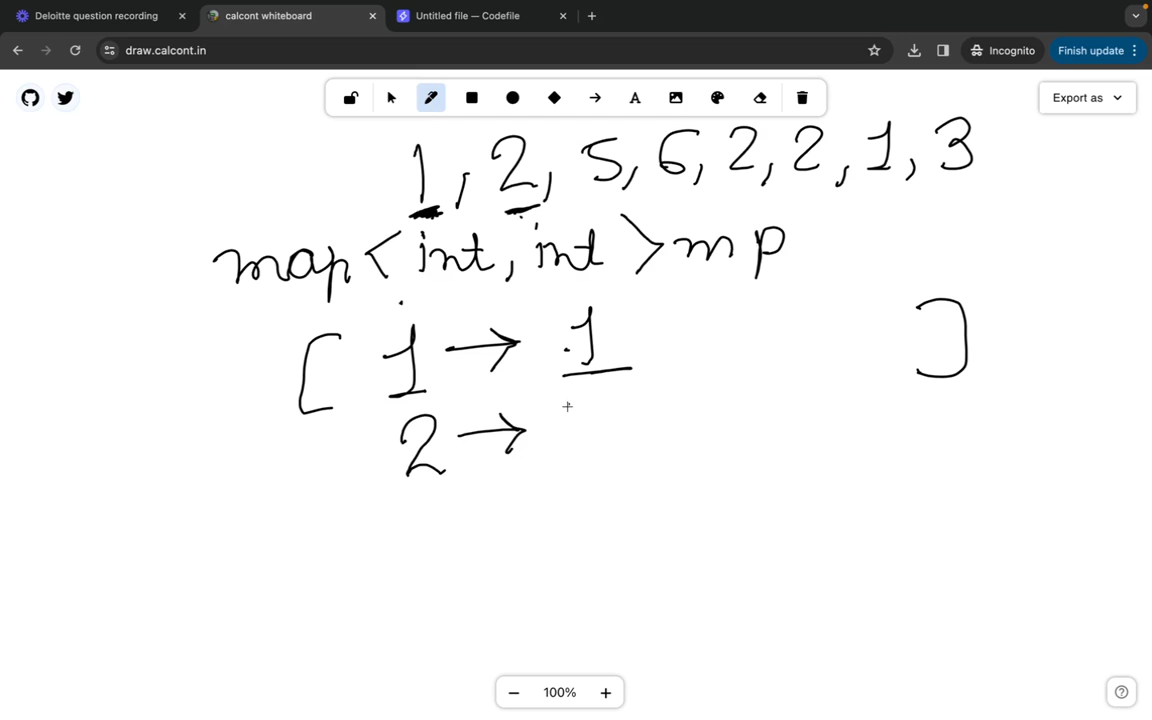 Deloitte question recording
calcont whiteboard
Untitled file — Codefile
draw.calcont.in
Incognito
Finish update
A
Export as
1, 2, 5, 6, 2, 2, 1, 3
map<int, int>mp
[ 1 → 1 ]
2 →
100%